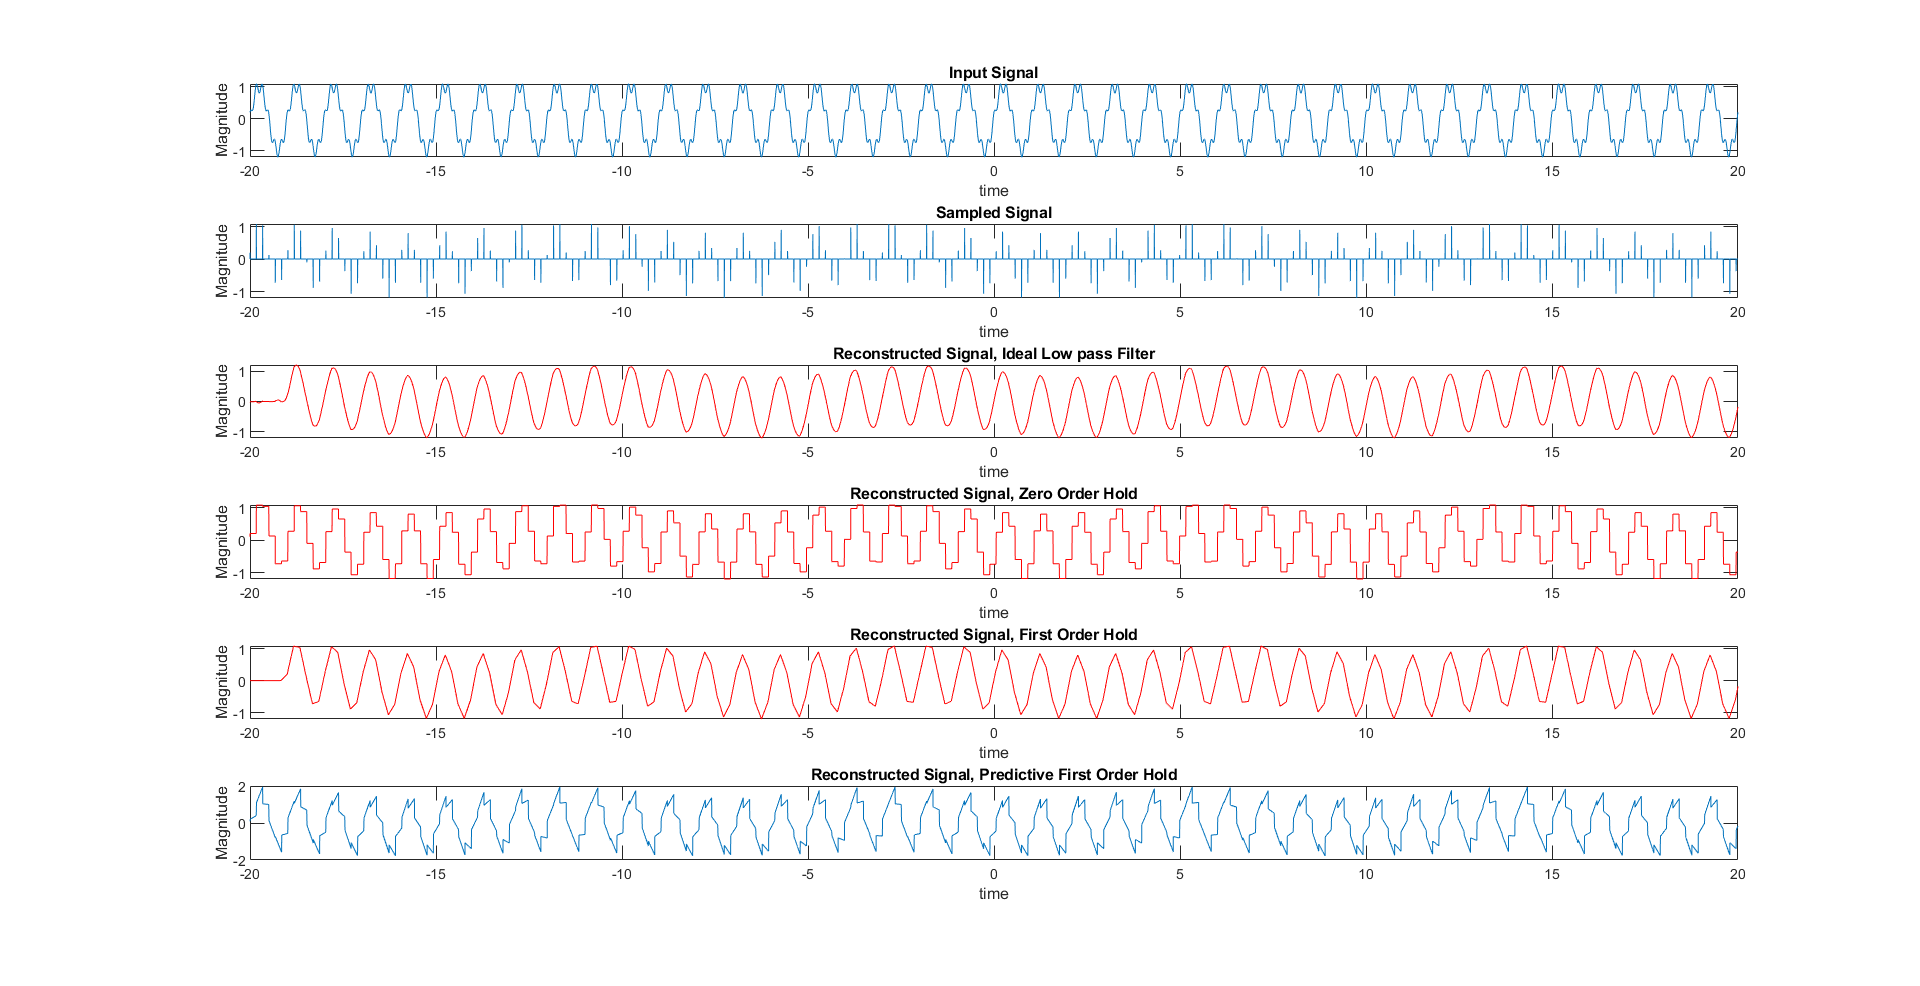 Input Signal
Magnitude
1
0
-1
-20 -15 -10 -5 0 5 10 15 20
time
Sampled Signal
Magnitude
1
0
-1
-20 -15 -10 -5 0 5 10 15 20
time
Reconstructed Signal, Ideal Low pass Filter
Magnitude
1
0
-1
-20 -15 -10 -5 0 5 10 15 20
time
Reconstructed Signal, Zero Order Hold
Magnitude
1
0
-1
-20 -15 -10 -5 0 5 10 15 20
time
Reconstructed Signal, First Order Hold
Magnitude
1
0
-1
-20 -15 -10 -5 0 5 10 15 20
time
Reconstructed Signal, Predictive First Order Hold
Magnitude
2
0
-2
-20 -15 -10 -5 0 5 10 15 20
time